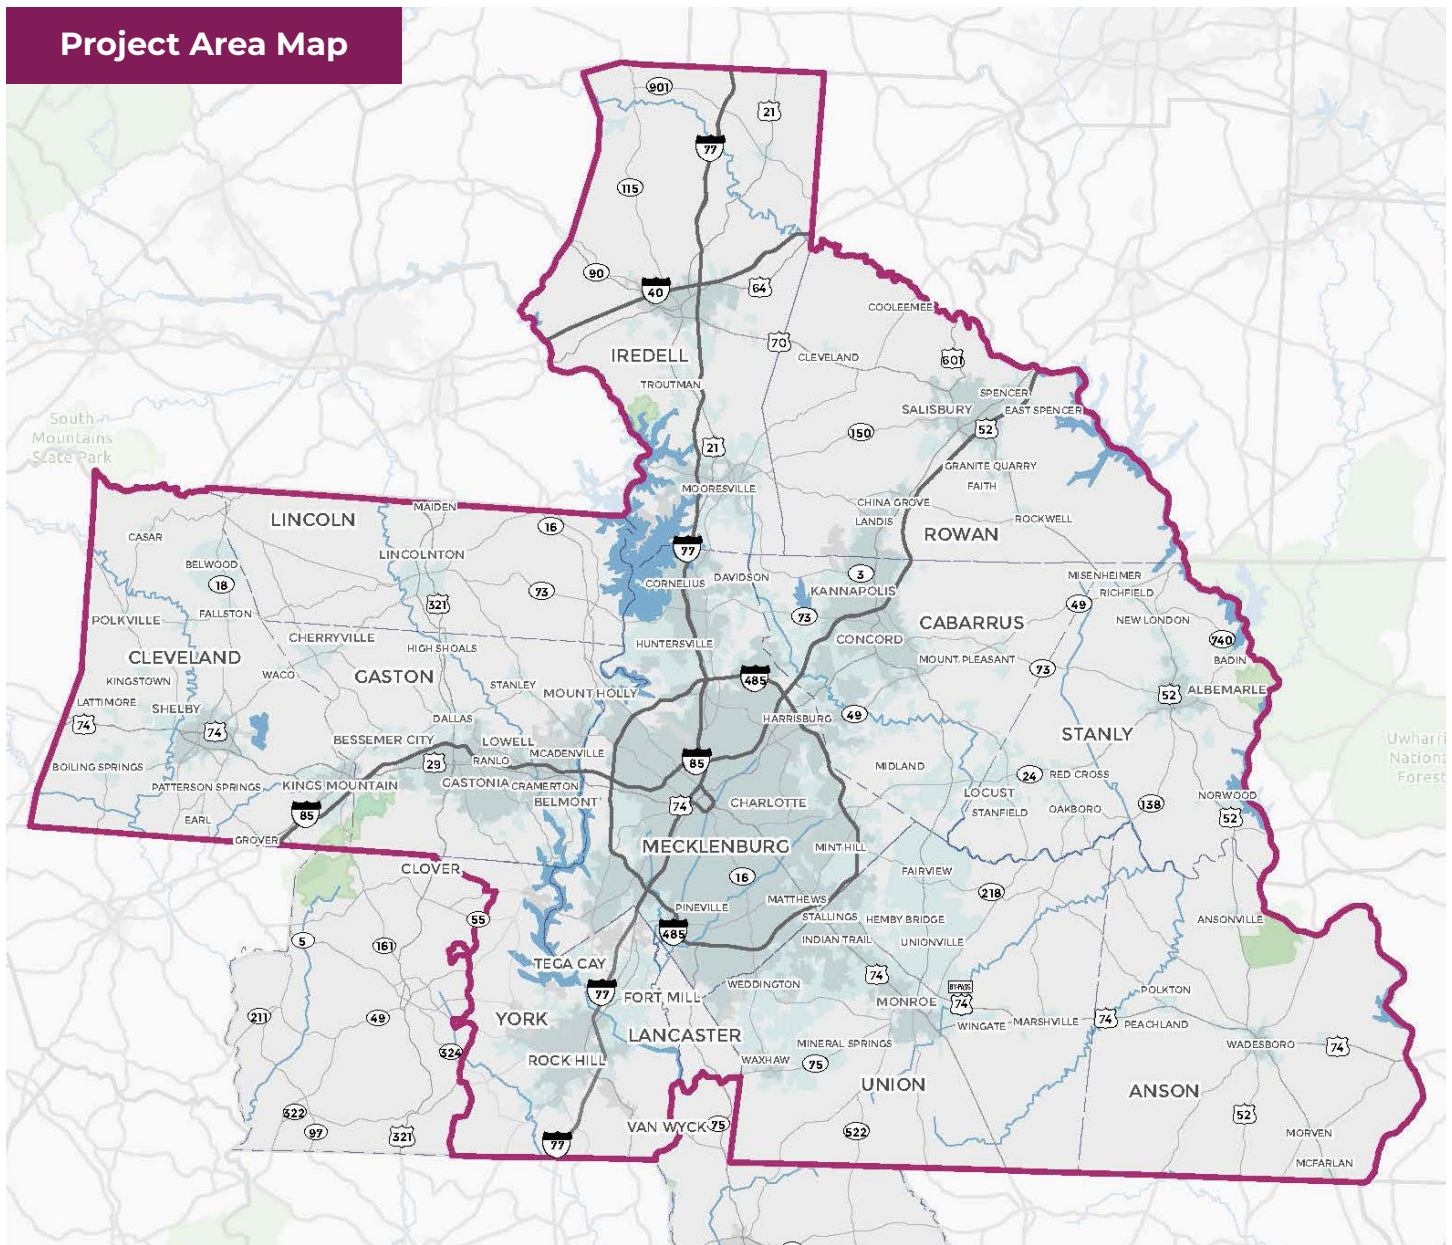 Project Area Map
901
21
77
115
90
40
64
COOLEEMEE
70
IREDELL
CLEVELAND
601
TROUTMAN
SPENCER
SALISBURY
EAST SPENCER
South
Mountains
State Park
150
52
21
GRANITE QUARRY
MOORESVILLE
FAITH
CHINA GROVE
MAIDEN
LINCOLN
LANDIS
ROCKWELL
16
CASAR
ROWAN
77
LINCOLNTON
BELWOOD
3
MISENHEIMER
18
CORNELIUS
DAVIDSON
73
KANNAPOLIS
RICHFIELD
321
49
FALLSTON
73
POLKVILLE
CABARRUS
NEW LONDON
CHERRYVILLE
HUNTERSVILLE
CONCORD
740
HIGH SHOALS
CLEVELAND
MOUNT PLEASANT
BADIN
73
WACO
GASTON
485
KINGSTOWN
STANLEY
MOUNT HOLLY
ALBEMARLE
52
LATTIMORE
SHELBY
74
DALLAS
HARRISBURG
49
74
STANLY
BESSEMER CITY
LOWELL
MCADENVILLE
RANLO
29
85
BOILING SPRINGS
MIDLAND
24
RED CROSS
PATTERSON SPRINGS
KINGS MOUNTAIN
GASTONIA
CRAMERTON
LOCUST
NORWOOD
BELMONT
74
CHARLOTTE
138
85
STANFIELD
OAKBORO
52
EARL
GROVER
MECKLENBURG
MINT HILL
CLOVER
16
FAIRVIEW
218
MATTHEWS
PINEVILLE
55
STALLINGS
HEMBY BRIDGE
ANSONVILLE
485
5
161
INDIAN TRAIL
UNIONVILLE
TEGA CAY
74
WEDDINGTON
BYPASS
74
POLKTON
77
FORT MILL
MONROE
211
49
YORK
WINGATE
MARSHVILLE
74
PEACHLAND
LANCASTER
MINERAL SPRINGS
WADESBORO
74
324
ROCK HILL
WAXHAW
75
UNION
ANSON
322
52
VAN WYCK
75
97
321
522
MORVEN
77
MCFARLAN